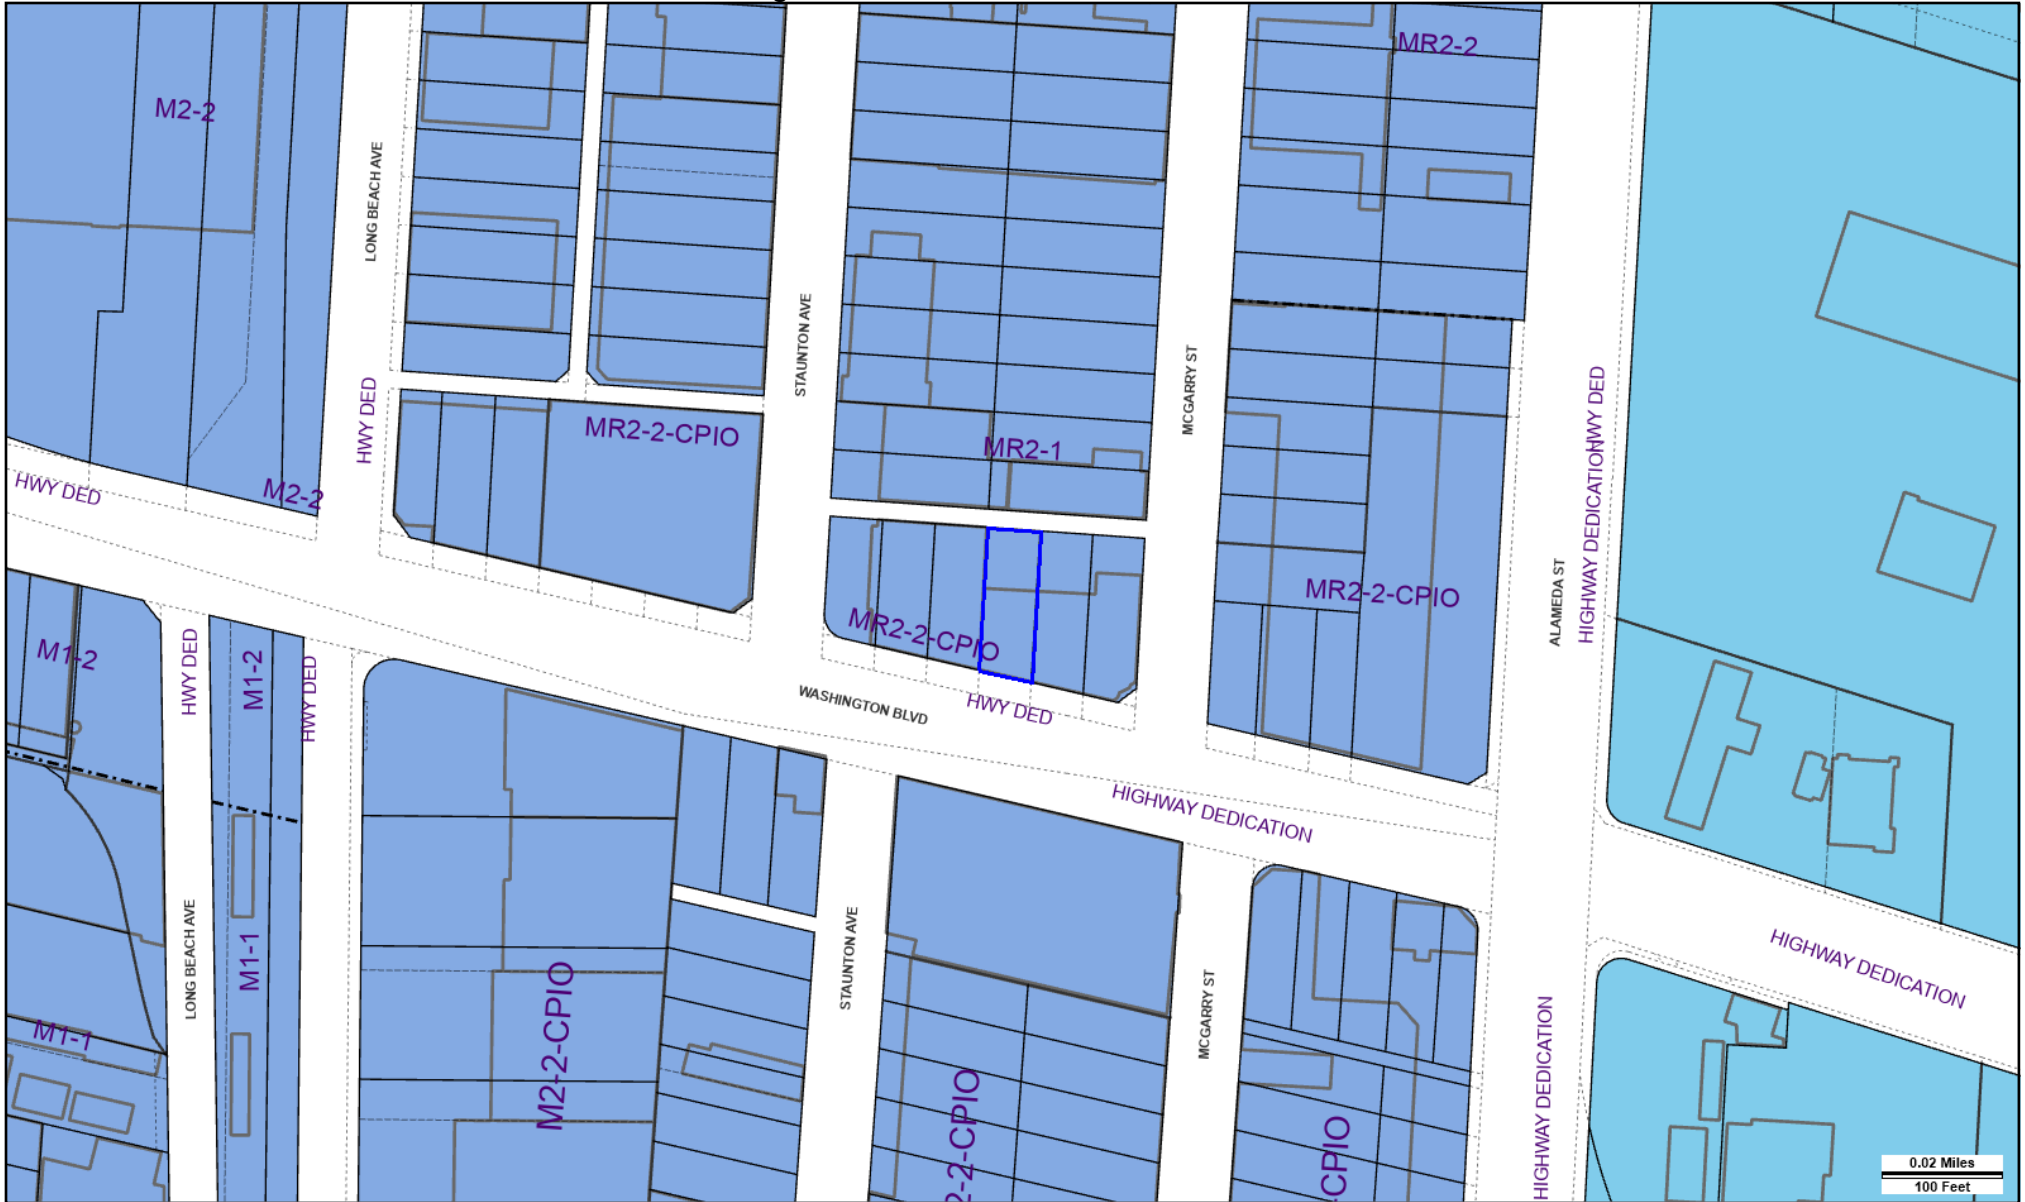 MR2-2
M2-2
LONG BEACH AVE
STAUNTON AVE
MCGARRY ST
HWY DED
HWY DED
MR2-2-CPIO
MR2-1
HIGHWAY DEDICATION
HWY DED
M2-2
MR2-2-CPIO
ALAMEDA ST
MR2-2-CPIO
M1-2
HWY DED
M1-2
HWY DED
WASHINGTON BLVD
HWY DED
HIGHWAY DEDICATION
LONG BEACH AVE
M1-1
STAUNTON AVE
HIGHWAY DEDICATION
M1-1
M2-2-CPIO
MCGARRY ST
2-2-CPIO
-CPIO
HIGHWAY DEDICATION
0.02 Miles
100 Feet